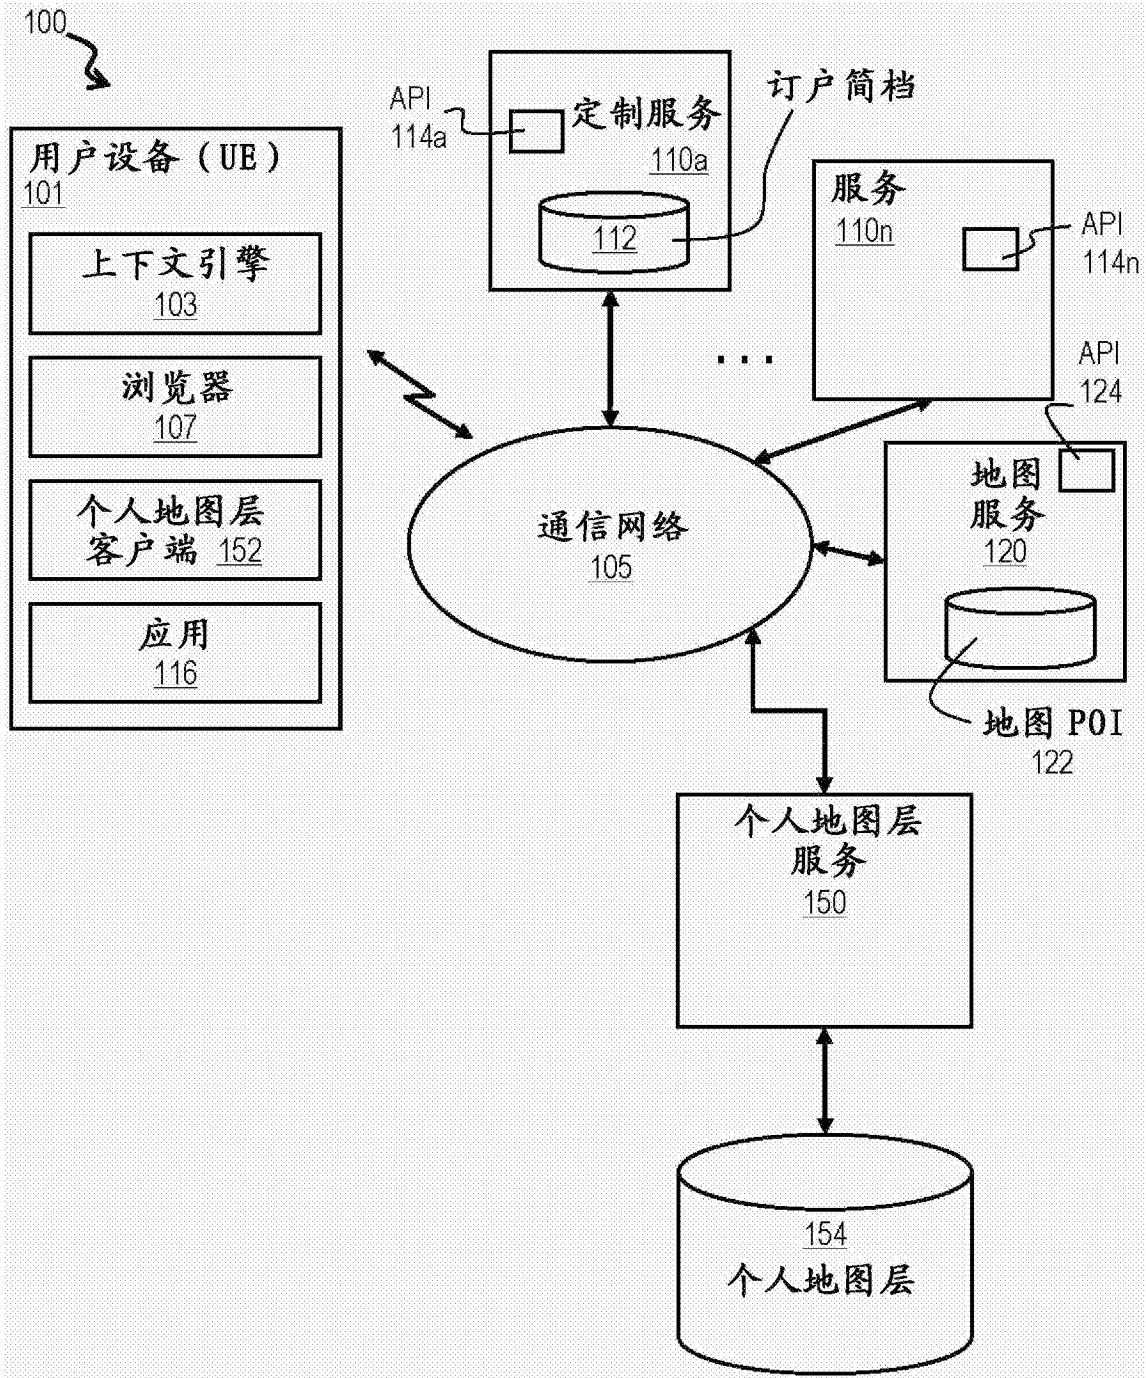 100
用户设备（UE）
101
上下文引擎
103
浏览器
107
个人地图层
客户端 152
应用
116
API
114a
定制服务
110a
112
订户简档
服务
110n
API
114n
...
API
124
地图
服务
120
地图 POI
122
通信网络
105
个人地图层
服务
150
154
个人地图层